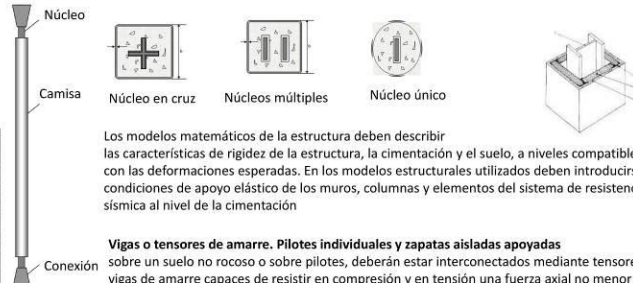 Núcleo
Camisa
Núcleo en cruz
Núcleos múltiples
Núcleo único
Los modelos matemáticos de la estructura deben describir
las características de rigidez de la estructura, la cimentación y el suelo, a niveles compatible
con las deformaciones esperadas. En los modelos estructurales utilizados deben introducirs
condiciones de apoyo elástico de los muros, columnas y elementos del sistema de resistenc
sísmica al nivel de la cimentación
Vigas o tensores de amarre. Pilotes individuales y zapatas aisladas apoyadas
Conexión
sobre un suelo no rocoso o sobre pilotes, deberán estar interconectados mediante tensore
vigas de amarre capaces de resistir en compresión y en tensión una fuerza axial no menor